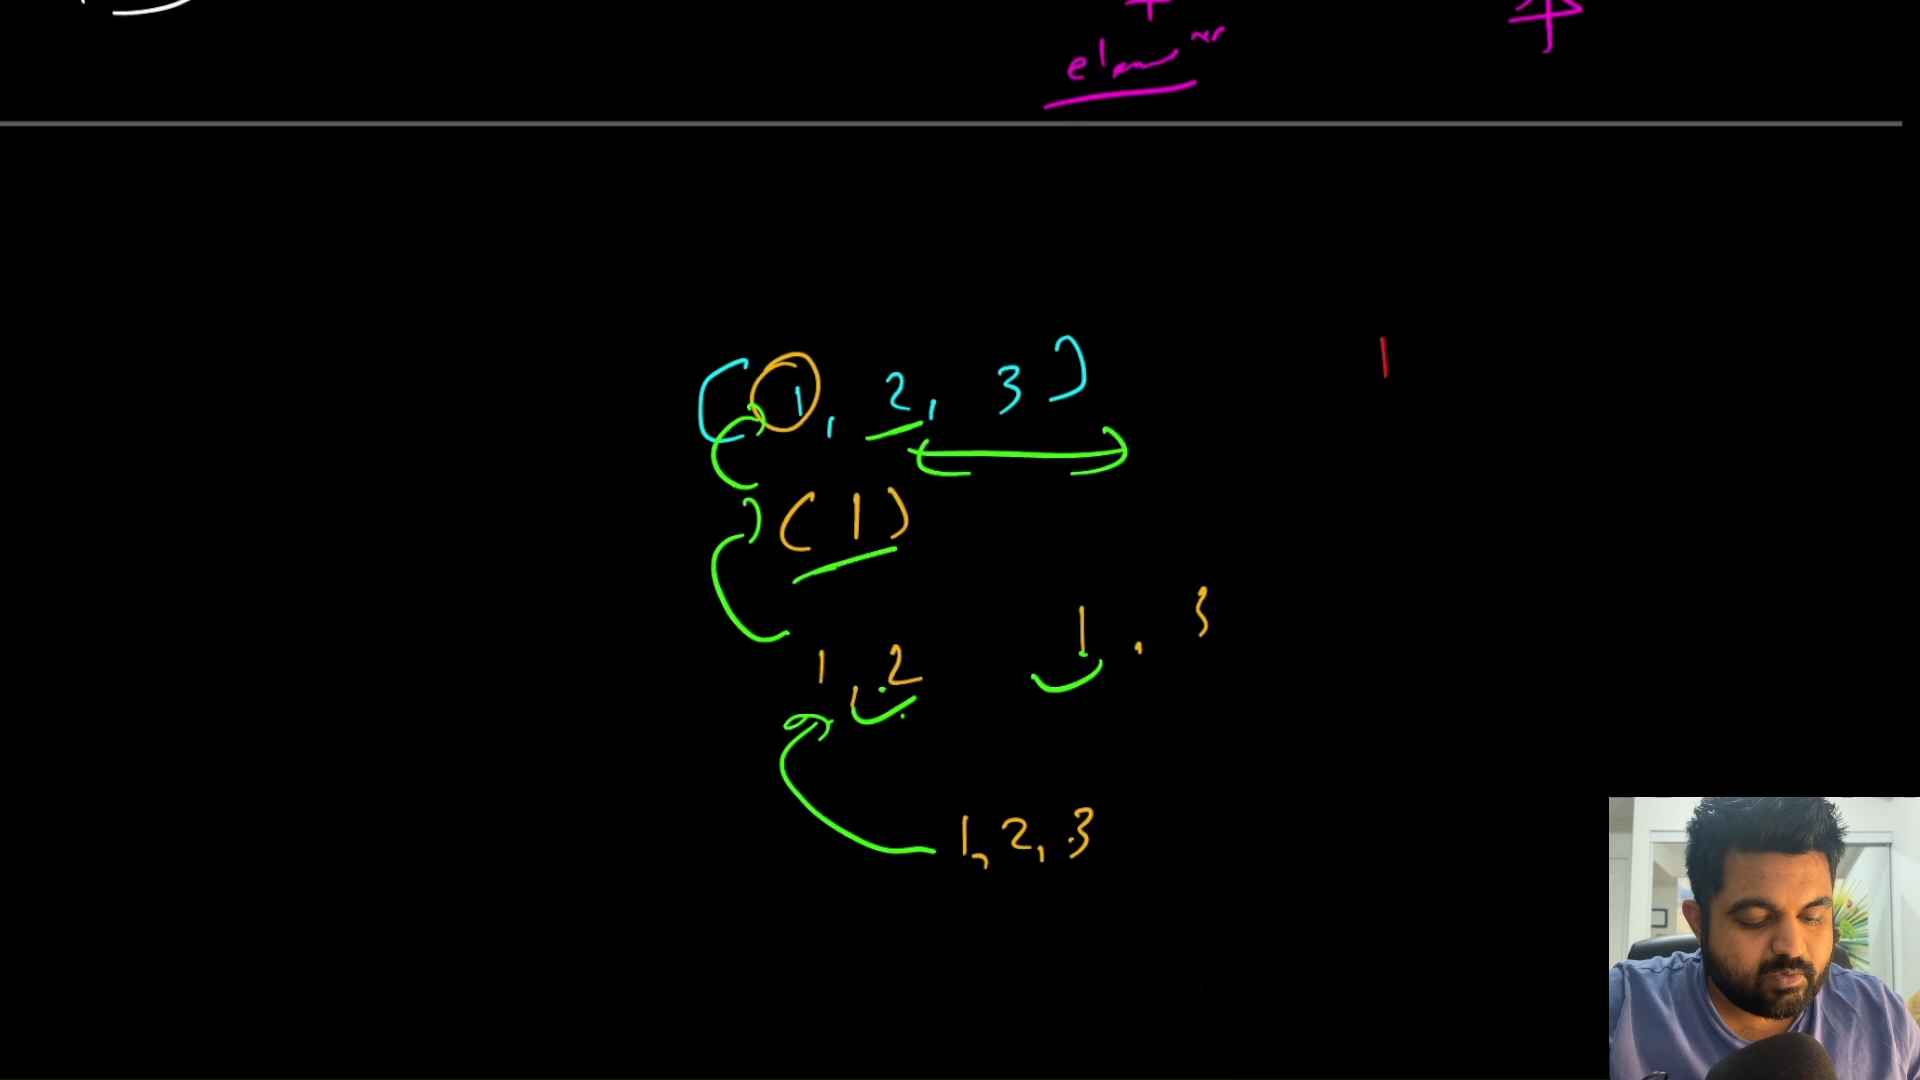 [1, 2, 3]
1
(1)
1, 2
1, 3
1, 2, 3